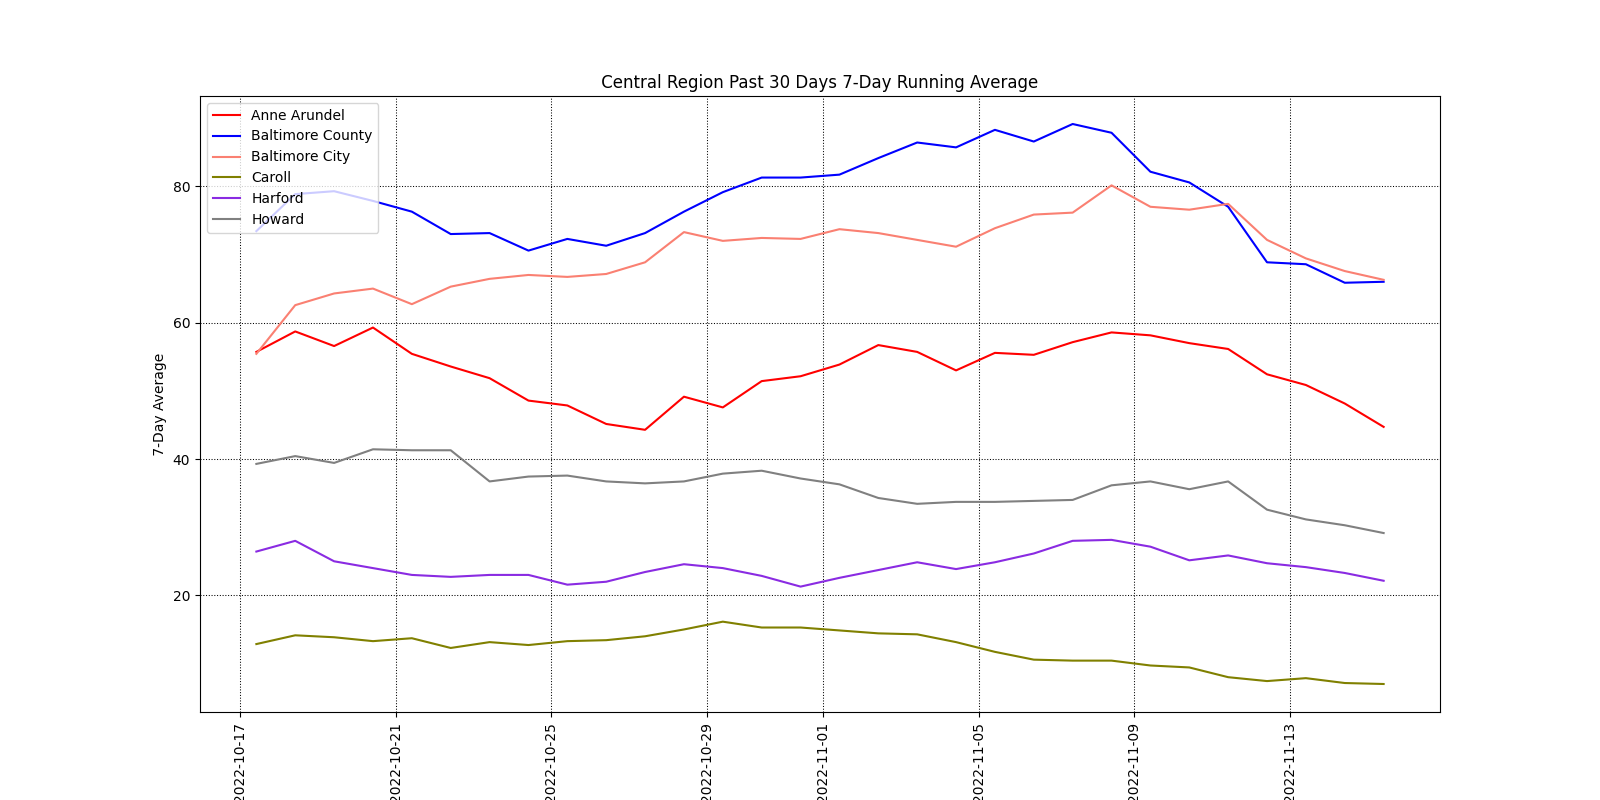 Central Region Past 30 Days 7-Day Running Average
Anne Arundel
Baltimore County
Baltimore City
Caroll
Harford
Howard
7-Day Average
80
60
40
20
2022-10-17
2022-10-21
2022-10-25
2022-10-29
2022-11-01
2022-11-05
2022-11-09
2022-11-13